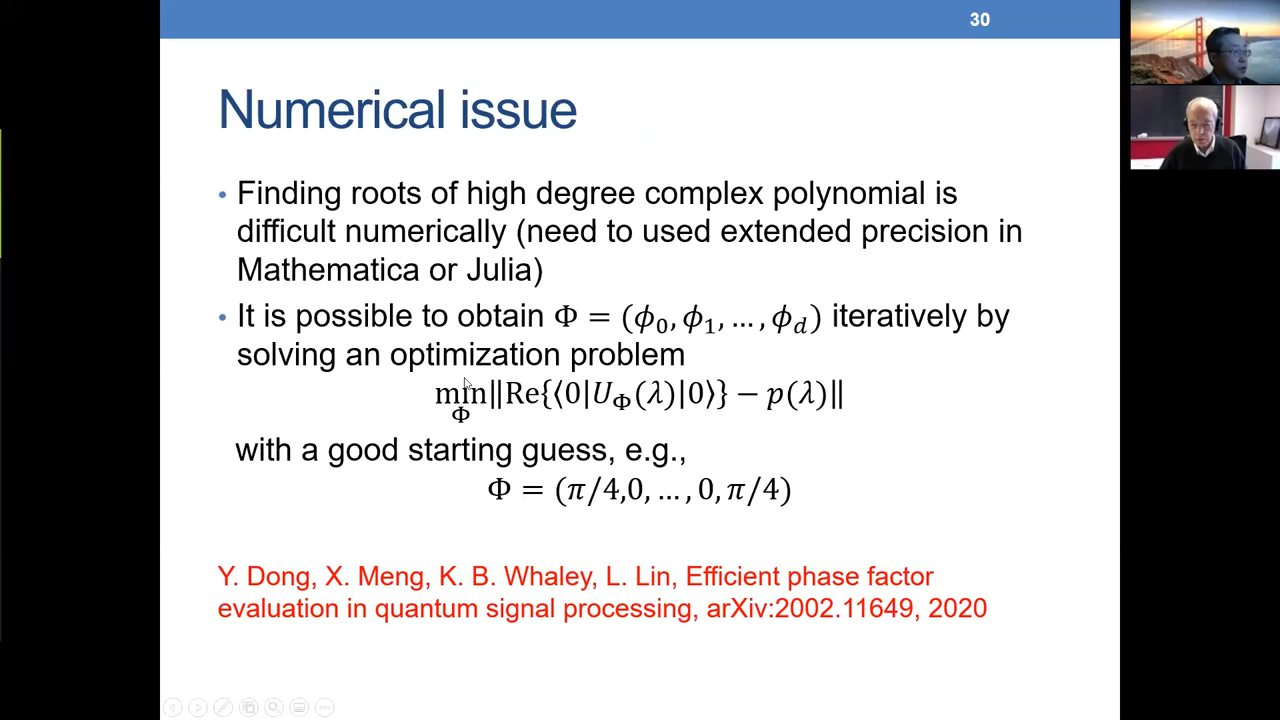 30
Numerical issue
• Finding roots of high degree complex polynomial is
difficult numerically (need to used extended precision in
Mathematica or Julia)
• It is possible to obtain Φ = (ϕ₀, ϕ₁, … , ϕ_d) iteratively by
solving an optimization problem
min‖Re{⟨0|U_Φ(λ)|0⟩} − p(λ)‖
Φ
with a good starting guess, e.g.,
Φ = (π/4,0, … , 0, π/4)
Y. Dong, X. Meng, K. B. Whaley, L. Lin, Efficient phase factor
evaluation in quantum signal processing, arXiv:2002.11649, 2020